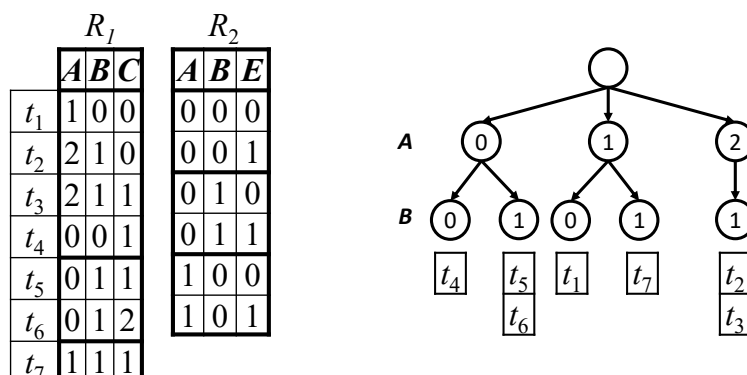 R1 R2
A B C A B E
t1 1 0 0 0 0 0
t2 2 1 0 0 0 1
t3 2 1 1 0 1 0
t4 0 0 1 0 1 1
t5 0 1 1 1 0 0
t6 0 1 2 1 0 1
t7 1 1 1
A 0 1 2
B 0 1 0 1 1
t4 t5 t1 t7 t2
t6 t3